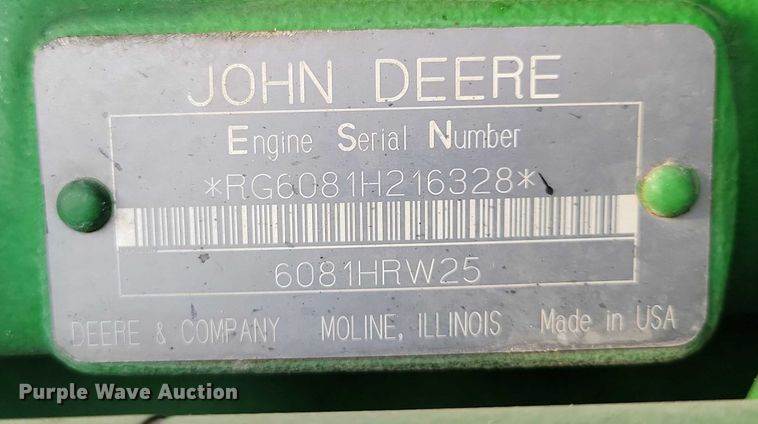 JOHN DEERE
Engine Serial Number
*RG6081H216328*
6081HRW25
DEERE & COMPANY MOLINE, ILLINOIS Made in USA
Purple Wave Auction